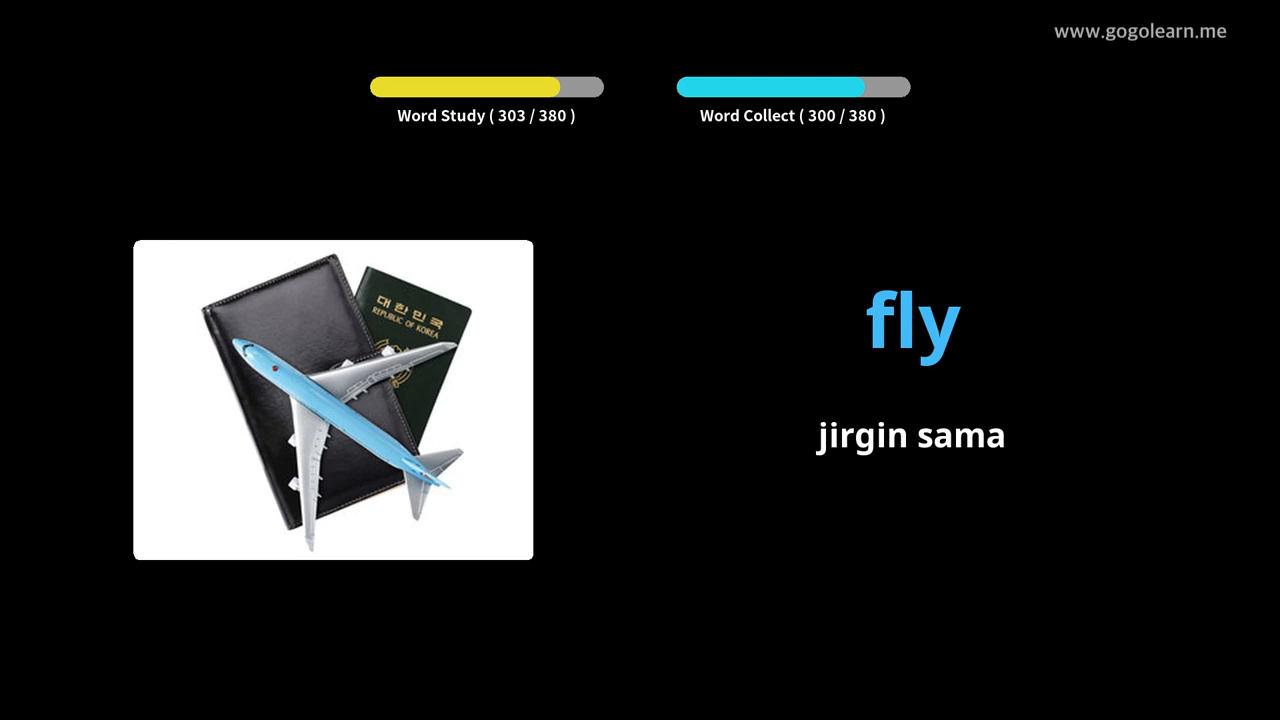 www.gogolearn.me
Word Study ( 303 / 380 )
Word Collect ( 300 / 380 )
대한민국
REPUBLIC OF KOREA
fly
jirgin sama